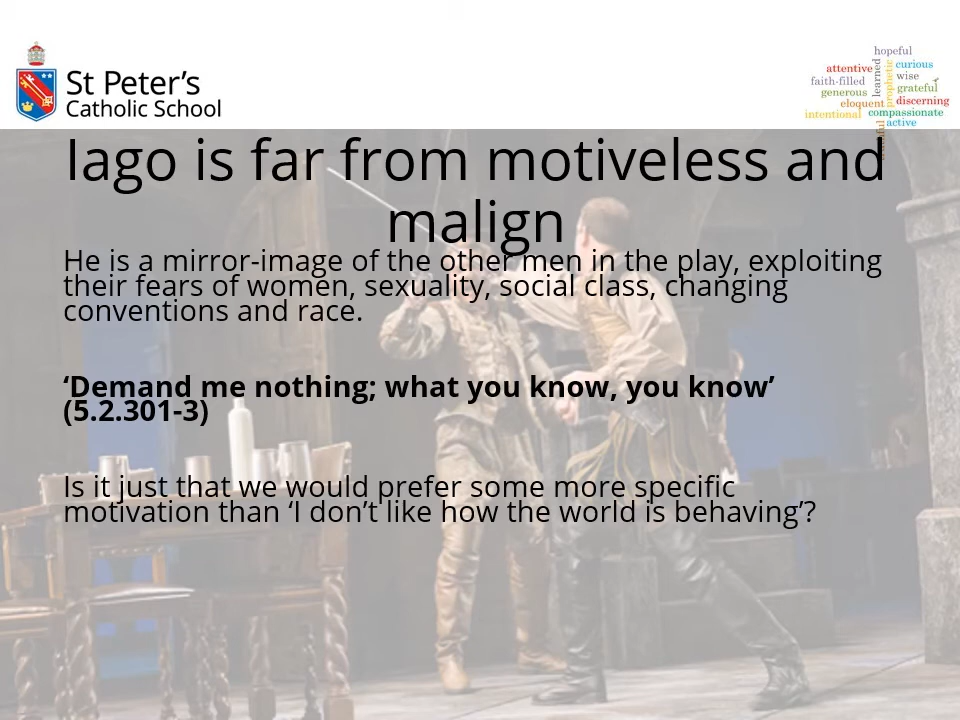 St Peter’s
Catholic School
hopeful
attentive
curious
faith-filled
learned
prophetic
wise
generous
grateful
eloquent
discerning
intentional
compassionate
active
Iago is far from motiveless and
malign
He is a mirror-image of the other men in the play, exploiting
their fears of women, sexuality, social class, changing
conventions and race.
‘Demand me nothing; what you know, you know’
(5.2.301-3)
Is it just that we would prefer some more specific
motivation than ‘I don’t like how the world is behaving’?